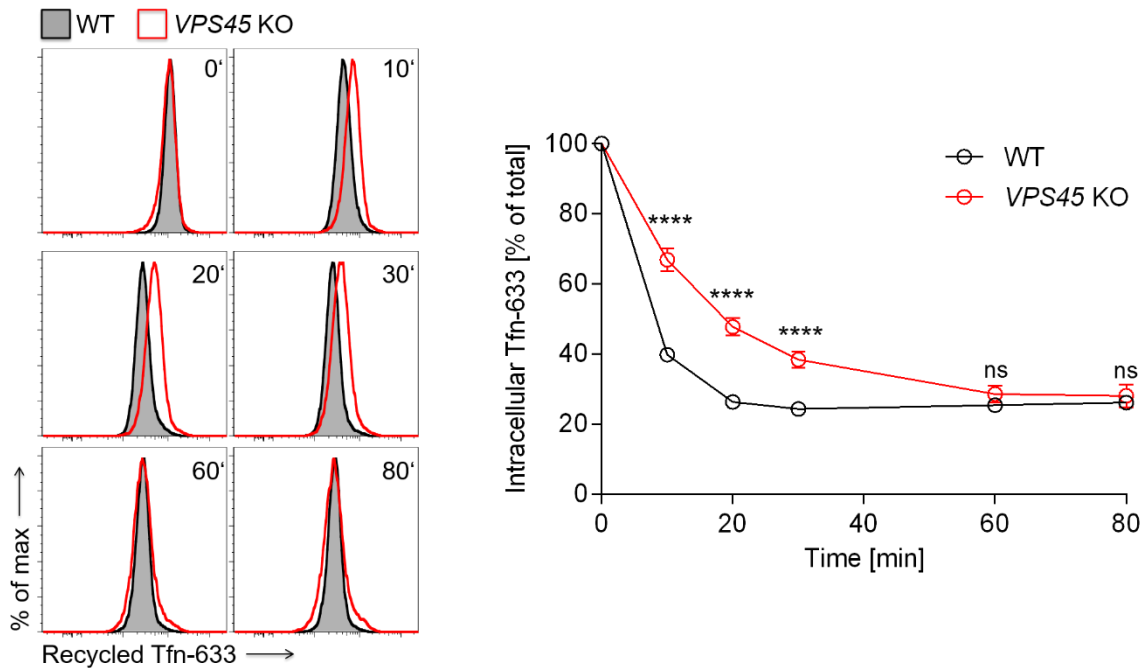 WT VPS45 KO
0‘ 10‘
20‘ 30‘
60‘ 80‘
% of max
Recycled Tfn-633
Intracellular Tfn-633 [% of total]
100
80
60
40
20
0
0 20 40 60 80
Time [min]
WT
VPS45 KO
****
****
****
ns ns